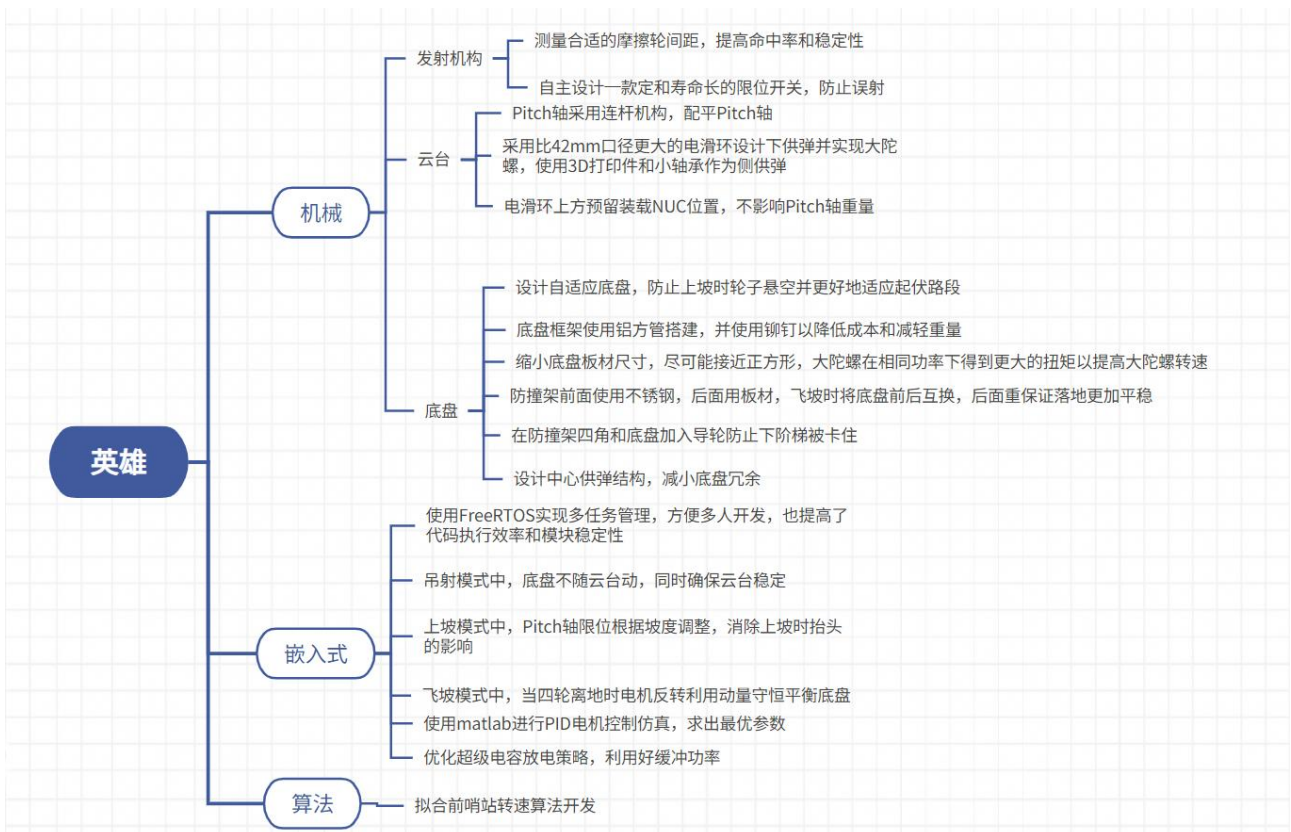 英雄
机械
发射机构
测量合适的摩擦轮间距，提高命中率和稳定性
自主设计一款定和寿命长的限位开关，防止误射
云台
Pitch轴采用连杆机构，配平Pitch轴
采用比42mm口径更大的电滑环设计下供弹并实现大陀
螺，使用3D打印件和小轴承作为侧供弹
电滑环上方预留装载NUC位置，不影响Pitch轴重量
底盘
设计自适应底盘，防止上坡时轮子悬空并更好地适应起伏路段
底盘框架使用铝方管搭建，并使用铆钉以降低成本和减轻重量
缩小底盘板材尺寸，尽可能接近正方形，大陀螺在相同功率下得到更大的扭矩以提高大陀螺转速
防撞架前面使用不锈钢，后面用板材，飞坡时将底盘前后互换，后面重保证落地更加平稳
在防撞架四角和底盘加入导轮防止下阶梯被卡住
设计中心供弹结构，减小底盘冗余
嵌入式
使用FreeRTOS实现多任务管理，方便多人开发，也提高了
代码执行效率和模块稳定性
吊射模式中，底盘不随云台动，同时确保云台稳定
上坡模式中，Pitch轴限位根据坡度调整，消除上坡时抬头
的影响
飞坡模式中，当四轮离地时电机反转利用动量守恒平衡底盘
使用matlab进行PID电机控制仿真，求出最优参数
优化超级电容放电策略，利用好缓冲功率
算法
拟合前哨站转速算法开发